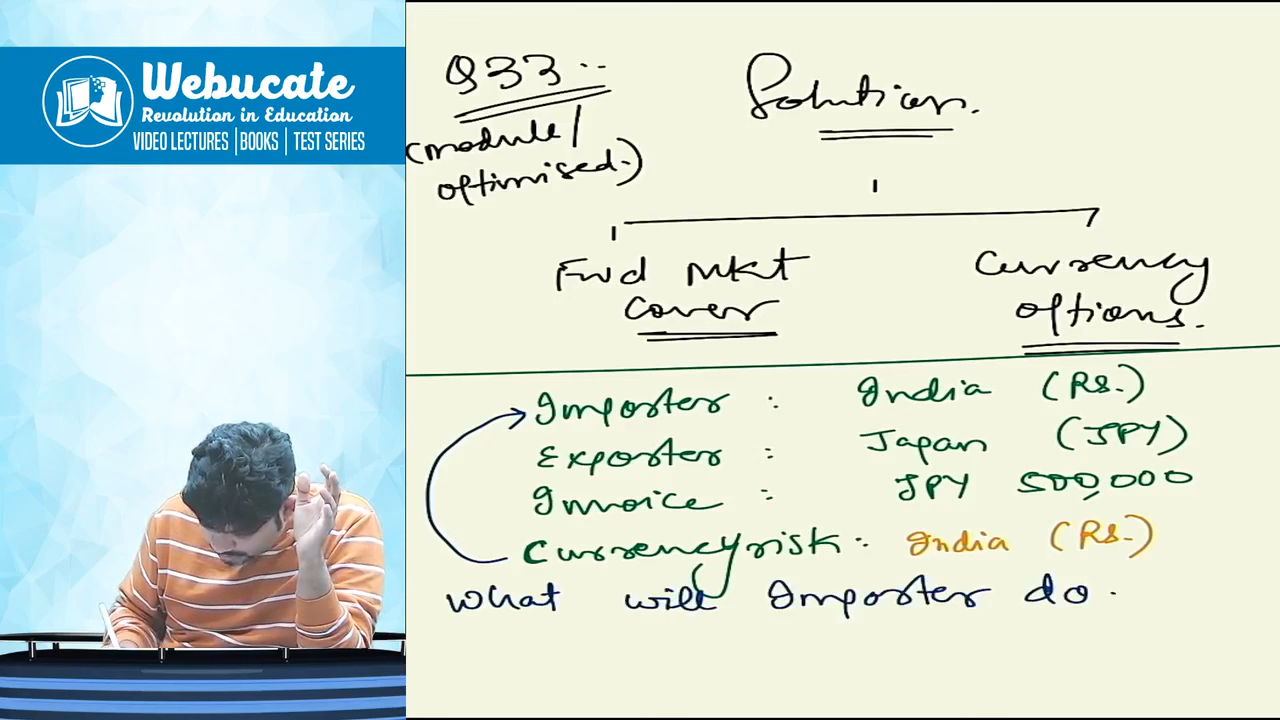 Webucate
Revolution in Education
VIDEO LECTURES | BOOKS | TEST SERIES
Q33 :-
(module/
optimised.)
Solution.
Fwd Mkt
Cover
Currency
options.
Importer : India (Rs.)
Exporter : Japan (JPY)
Invoice : JPY 500,000
Currency risk : India (Rs.)
What will Importer do.